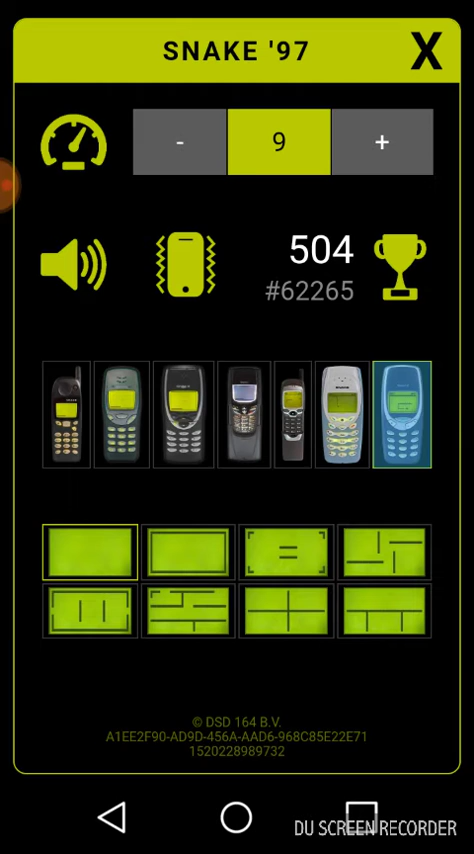 SNAKE '97
X
- 9 +
504
#62265
© DSD 164 B.V.
A1EE2F90-AD9D-456A-AAD6-968C85E22E71
1520228989732
DU SCREEN RECORDER